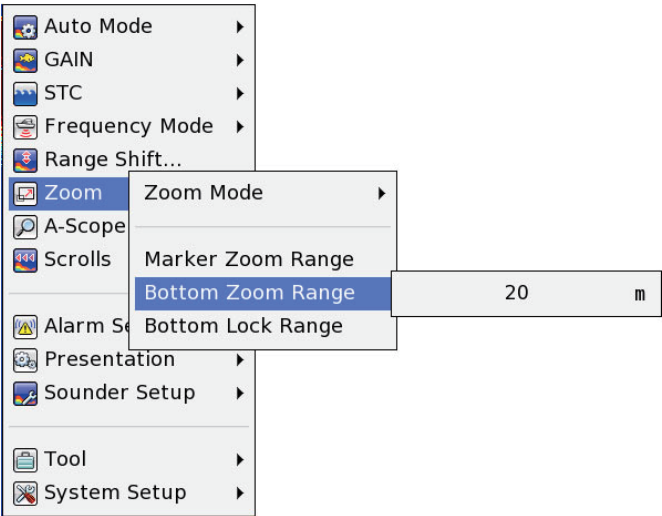 Auto Mode
GAIN
STC
Frequency Mode
Range Shift...
Zoom
A-Scope
Scrolls
Alarm Se
Presentation
Sounder Setup
Tool
System Setup
Zoom Mode
Marker Zoom Range
Bottom Zoom Range
Bottom Lock Range
20 m